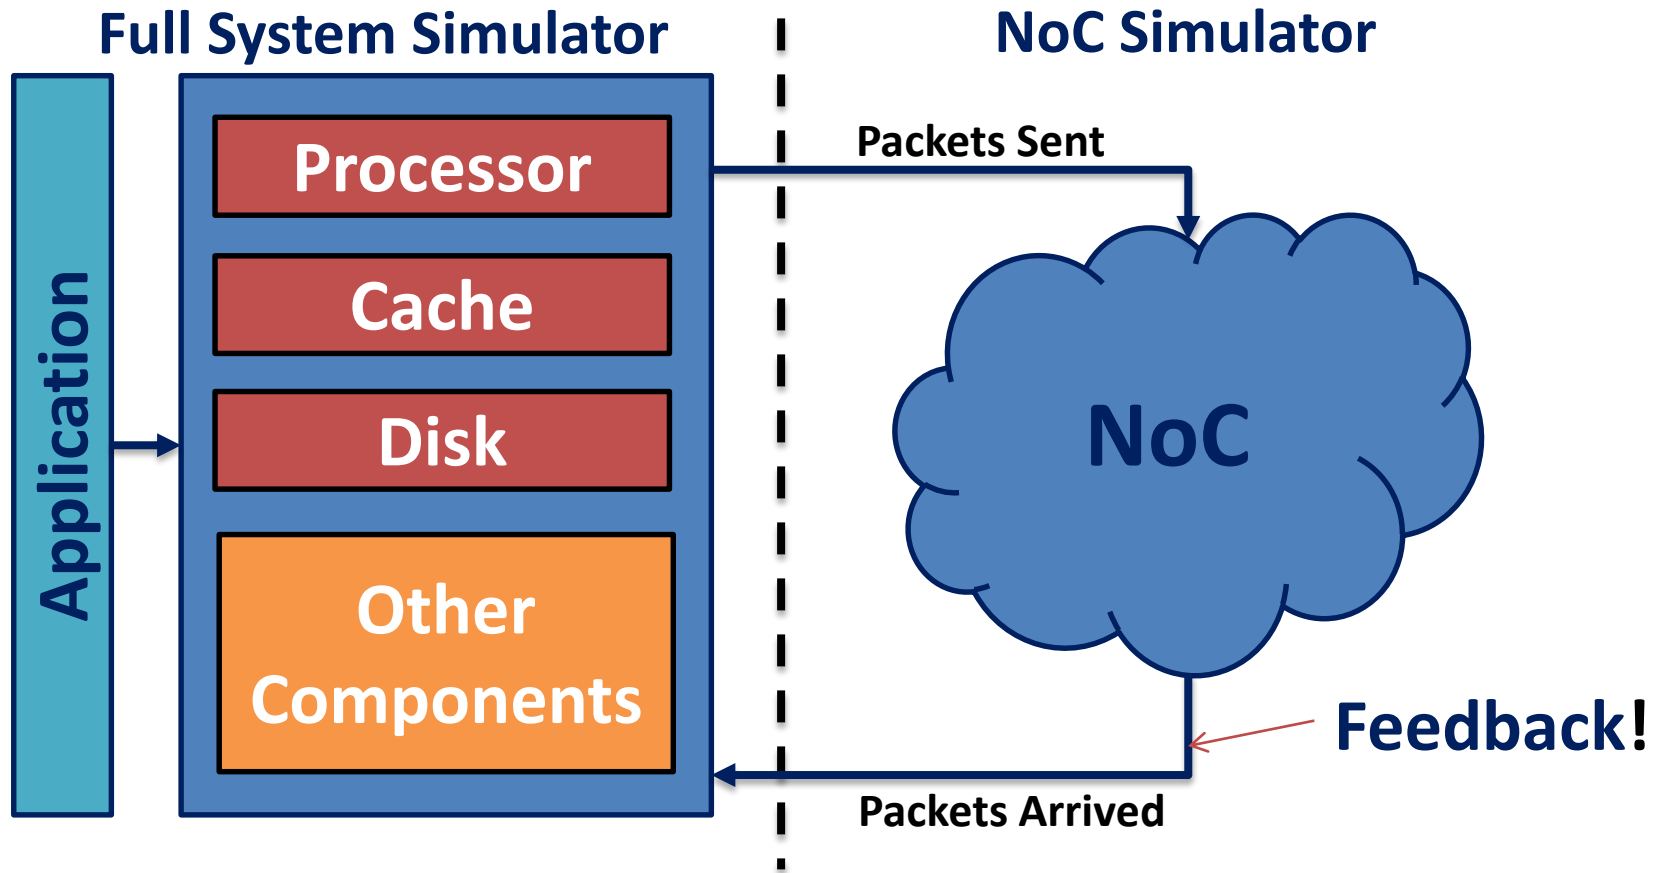 Full System Simulator
NoC Simulator
Application
Processor
Cache
Disk
Other
Components
Packets Sent
NoC
Feedback!
Packets Arrived